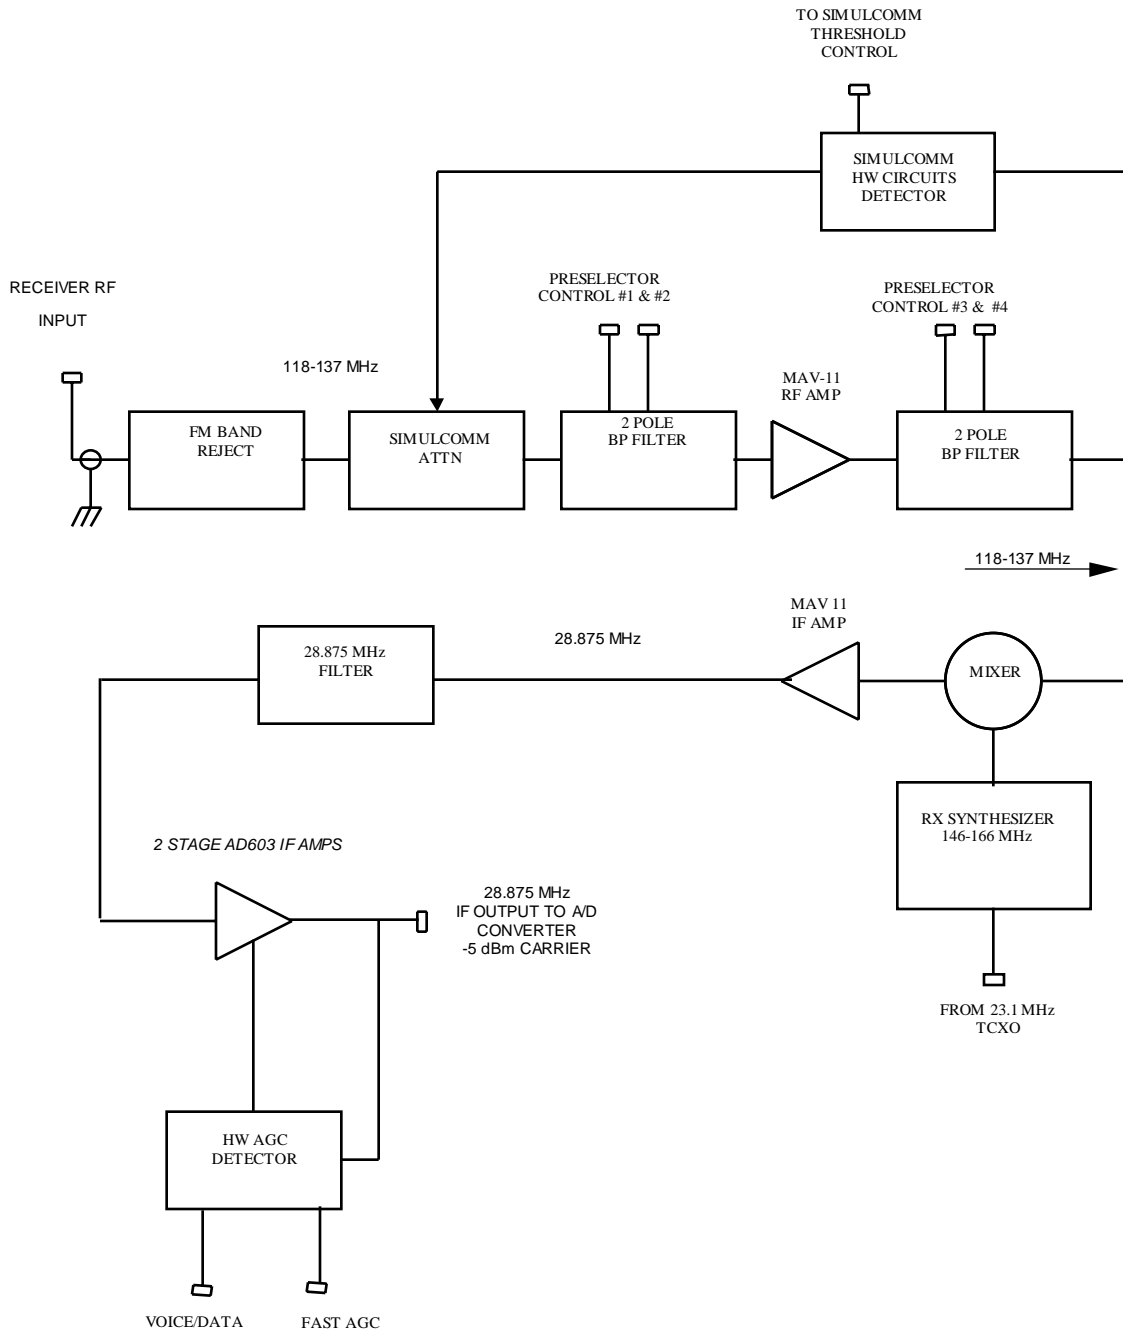 TO SIMULCOMM
THRESHOLD
CONTROL
SIMULCOMM
HW CIRCUITS
DETECTOR
RECEIVER RF
INPUT
118-137 MHz
PRESELECTOR
CONTROL #1 & #2
PRESELECTOR
CONTROL #3 & #4
MAV-11
RF AMP
FM BAND
REJECT
SIMULCOMM
ATTN
2 POLE
BP FILTER
2 POLE
BP FILTER
118-137 MHz
MAV 11
IF AMP
28.875 MHz
28.875 MHz
FILTER
MIXER
RX SYNTHESIZER
146-166 MHz
2 STAGE AD603 IF AMPS
28.875 MHz
IF OUTPUT TO A/D
CONVERTER
-5 dBm CARRIER
FROM 23.1 MHz
TCXO
HW AGC
DETECTOR
VOICE/DATA
FAST AGC